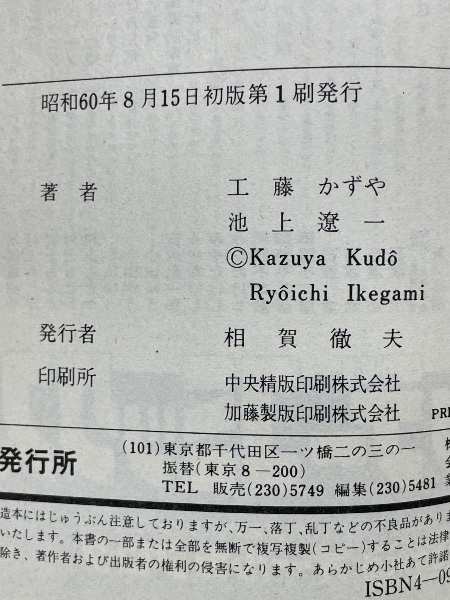 昭和60年8月15日初版第1刷発行
著者 工藤かずや
池上遼一
©Kazuya Kudô
Ryôichi Ikegami
発行者 相賀徹夫
印刷所 中央精版印刷株式会社
加藤製版印刷株式会社
発行所 (101)東京都千代田区一ツ橋二の三の一
振替(東京8―200)
TEL 販売(230)5749 編集(230)5481
造本にはじゅうぶん注意しておりますが、万一、落丁、乱丁などの不良品があり
いたします。本書の一部または全部を無断で複写複製(コピー)することは法律
除き、著作者および出版者の権利の侵害になります。あらかじめ小社あて許諾
ISBN4-09